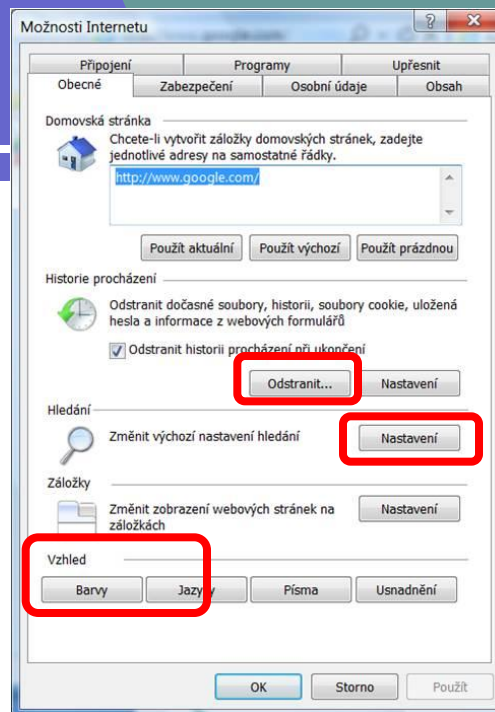 Možnosti Internetu
Připojení Programy Upřesnit
Obecné Zabezpečení Osobní údaje Obsah
Domovská stránka
Chcete-li vytvořit záložky domovských stránek, zadejte
jednotlivé adresy na samostatné řádky.
http://www.google.com/
Použít aktuální Použít výchozí Použít prázdnou
Historie procházení
Odstranit dočasné soubory, historii, soubory cookie, uložená
hesla a informace z webových formulářů
Odstranit historii procházení při ukončení
Odstranit... Nastavení
Hledání
Změnit výchozí nastavení hledání Nastavení
Záložky
Změnit zobrazení webových stránek na
záložkách
Nastavení
Vzhled
Barvy Jazyky Písma Usnadnění
OK Storno Použít